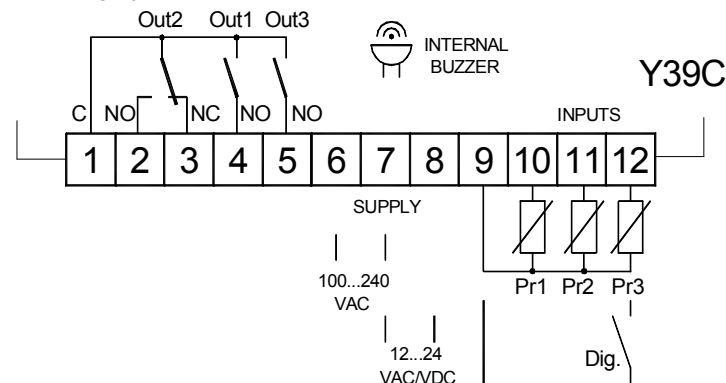 Out2 Out1 Out3
INTERNAL
BUZZER
Y39C
C NO NC NO NO
INPUTS
1 2 3 4 5 6 7 8 9 10 11 12
SUPPLY
100...240
VAC
Pr1 Pr2 Pr3
12...24
VAC/VDC
Dig.